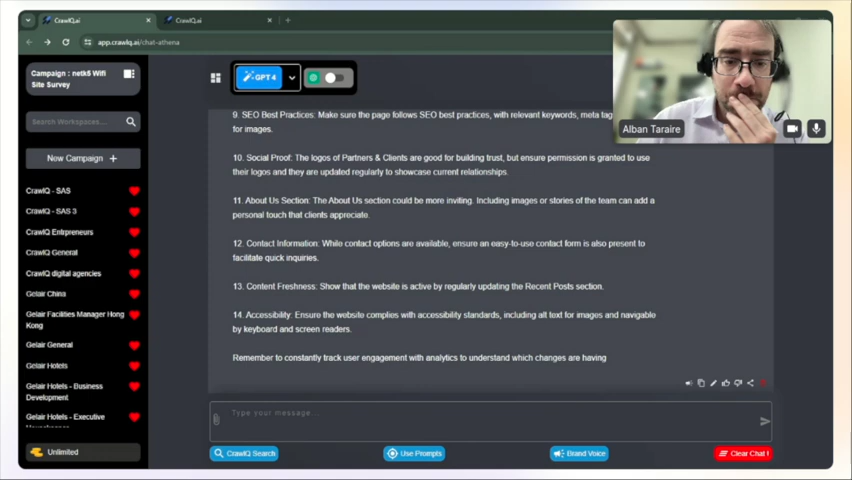 CrawlQ.ai
CrawlQ.ai
app.crawlq.ai/chat-athena
Campaign : netk5 Wifi
Site Survey
Search Workspaces...
New Campaign +
CrawlQ - SAS
CrawlQ - SAS 3
CrawlQ Entrpreneurs
CrawlQ General
CrawlQ digital agencies
Gelair China
Gelair Facilities Manager Hong
Kong
Gelair General
Gelair Hotels
Gelair Hotels - Business
Development
Gelair Hotels - Executive
Unlimited
GPT 4
9. SEO Best Practices: Make sure the page follows SEO best practices, with relevant keywords, meta
for images.
10. Social Proof: The logos of Partners & Clients are good for building trust, but ensure permission is granted to use
their logos and they are updated regularly to showcase current relationships.
11. About Us Section: The About Us section could be more inviting. Including images or stories of the team can add a
personal touch that clients appreciate.
12. Contact Information: While contact options are available, ensure an easy-to-use contact form is also present to
facilitate quick inquiries.
13. Content Freshness: Show that the website is active by regularly updating the Recent Posts section.
14. Accessibility: Ensure the website complies with accessibility standards, including alt text for images and navigable
by keyboard and screen readers.
Remember to constantly track user engagement with analytics to understand which changes are having
Type your message...
CrawlQ Search
Use Prompts
Brand Voice
Clear Chat !
Alban Taraire